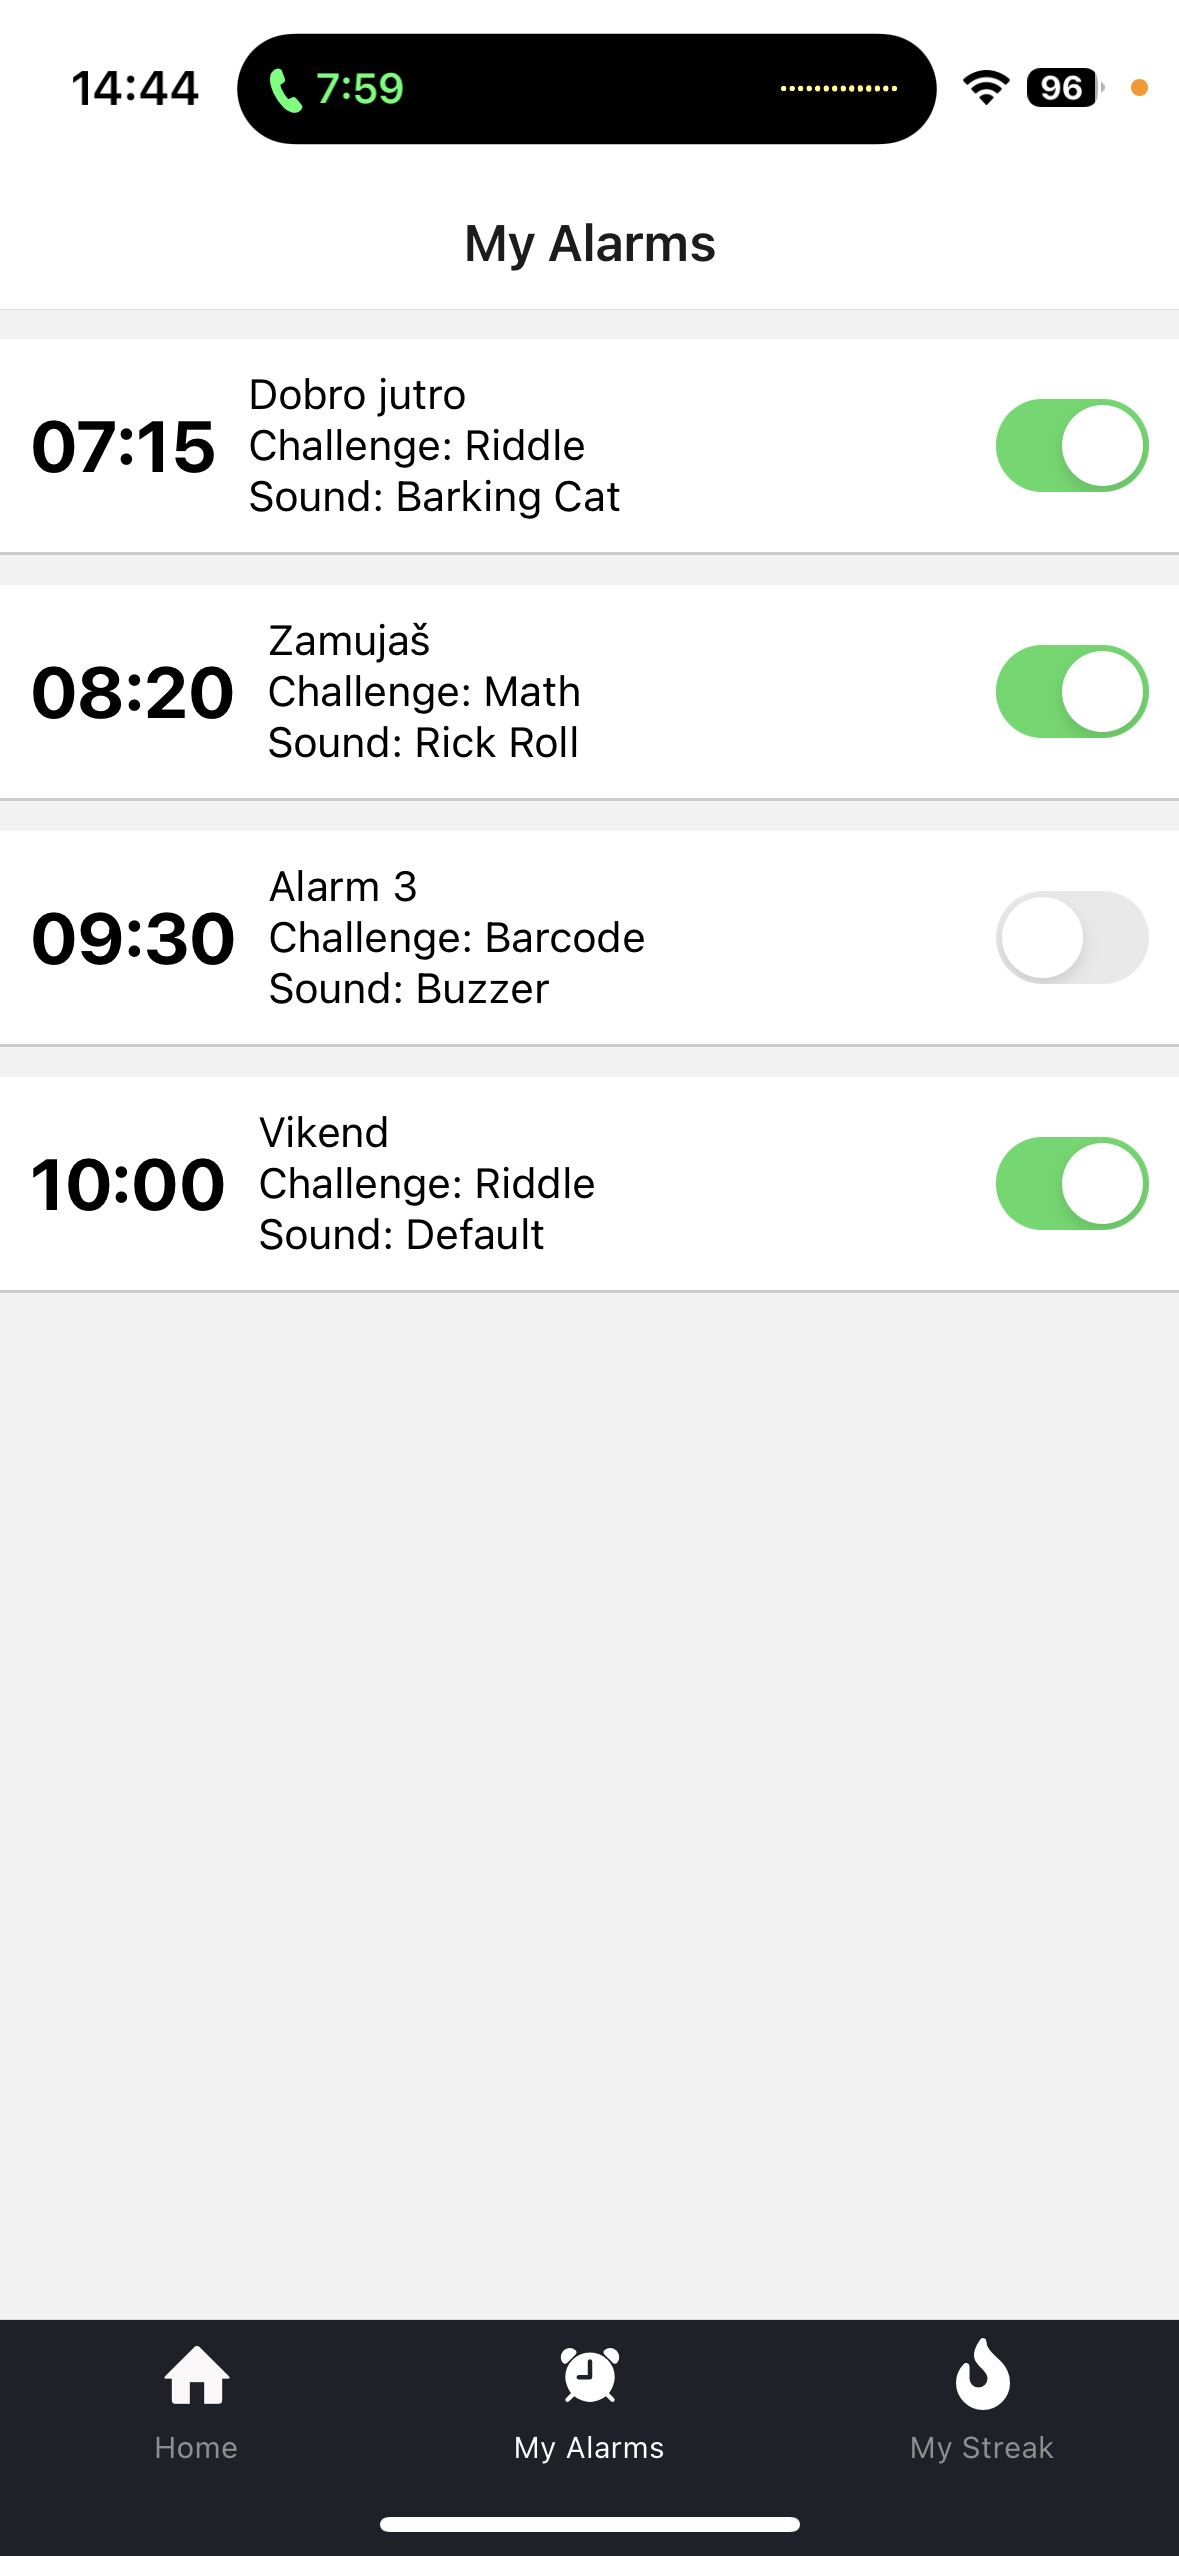 14:44
7:59
96
My Alarms
07:15
Dobro jutro
Challenge: Riddle
Sound: Barking Cat
08:20
Zamujaš
Challenge: Math
Sound: Rick Roll
09:30
Alarm 3
Challenge: Barcode
Sound: Buzzer
10:00
Vikend
Challenge: Riddle
Sound: Default
Home
My Alarms
My Streak